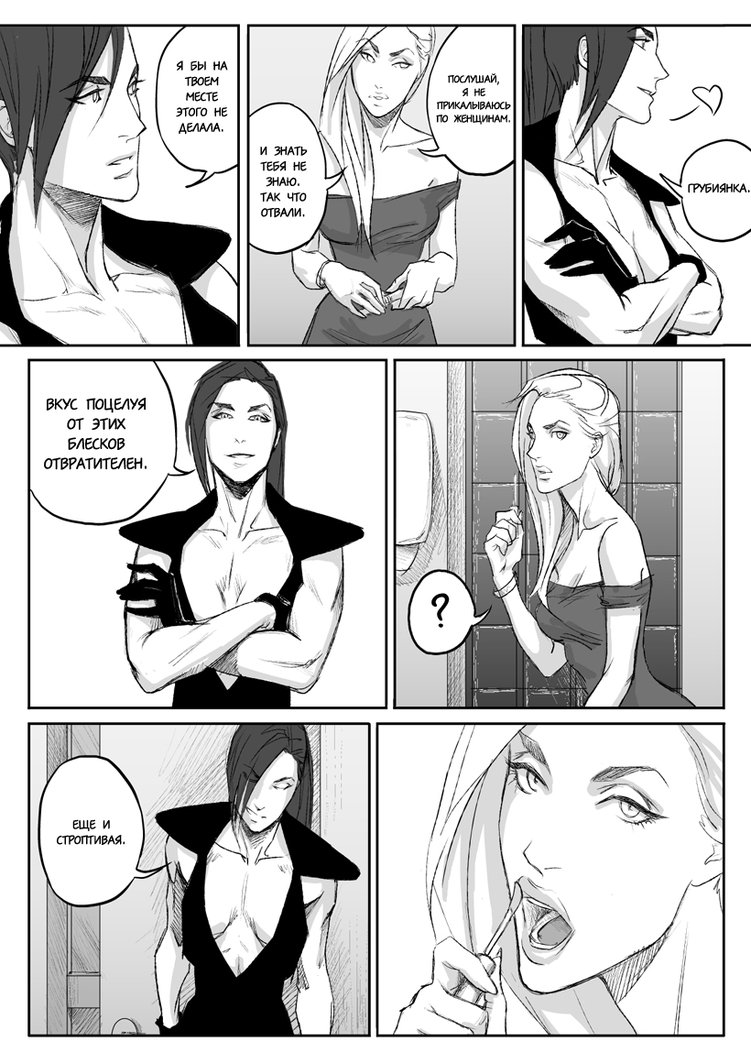 Я БЫ НА
ТВОЕМ
МЕСТЕ
ЭТОГО НЕ
ДЕЛАЛА.
ПОСЛУШАЙ,
Я НЕ
ПРИКАЛЫВАЮСЬ
ПО ЖЕНЩИНАМ.
И ЗНАТЬ
ТЕБЯ НЕ
ЗНАЮ.
ТАК ЧТО
ОТВАЛИ.
ГРУБИЯНКА.
ВКУС ПОЦЕЛУЯ
ОТ ЭТИХ
БЛЕСКОВ
ОТВРАТИТЕЛЕН.
?
ЕЩЕ И
СТРОПТИВАЯ.